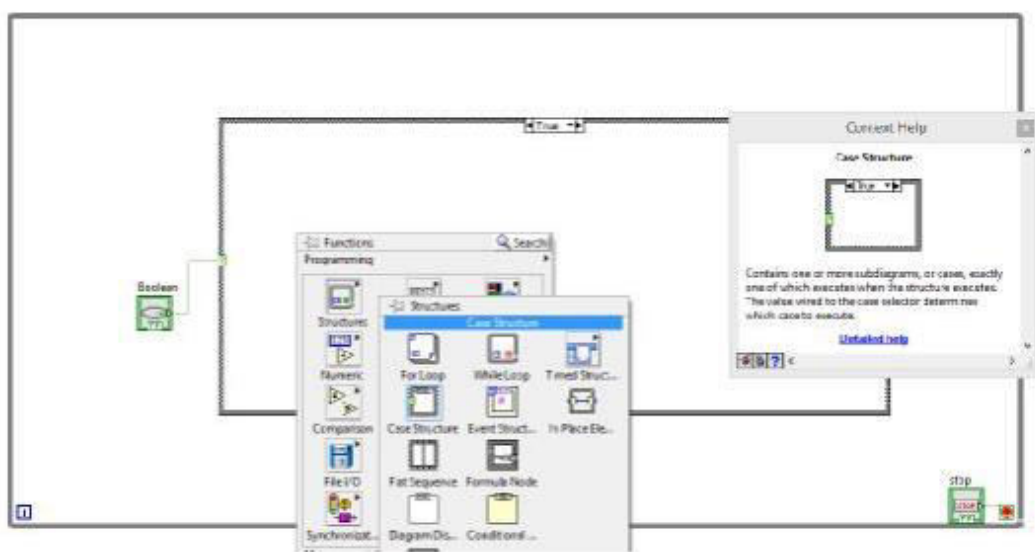 True
Context Help
Case Structure
True
Boolean
Functions
Search
Programming
Structures
Structures
Case Structure
Numeric
For Loop
While Loop
Timed Struct...
Contains one or more subdiagrams, or cases, exactly
one of which executes when the structure executes.
The value wired to the case selector determines
which case to execute.
Detailed help
Comparison
Case Structure
Event Struct...
In Place Ele...
File I/O
Flat Sequence
Formula Node
Synchronizat...
Diagram Dis...
Conditional ...
stop
i